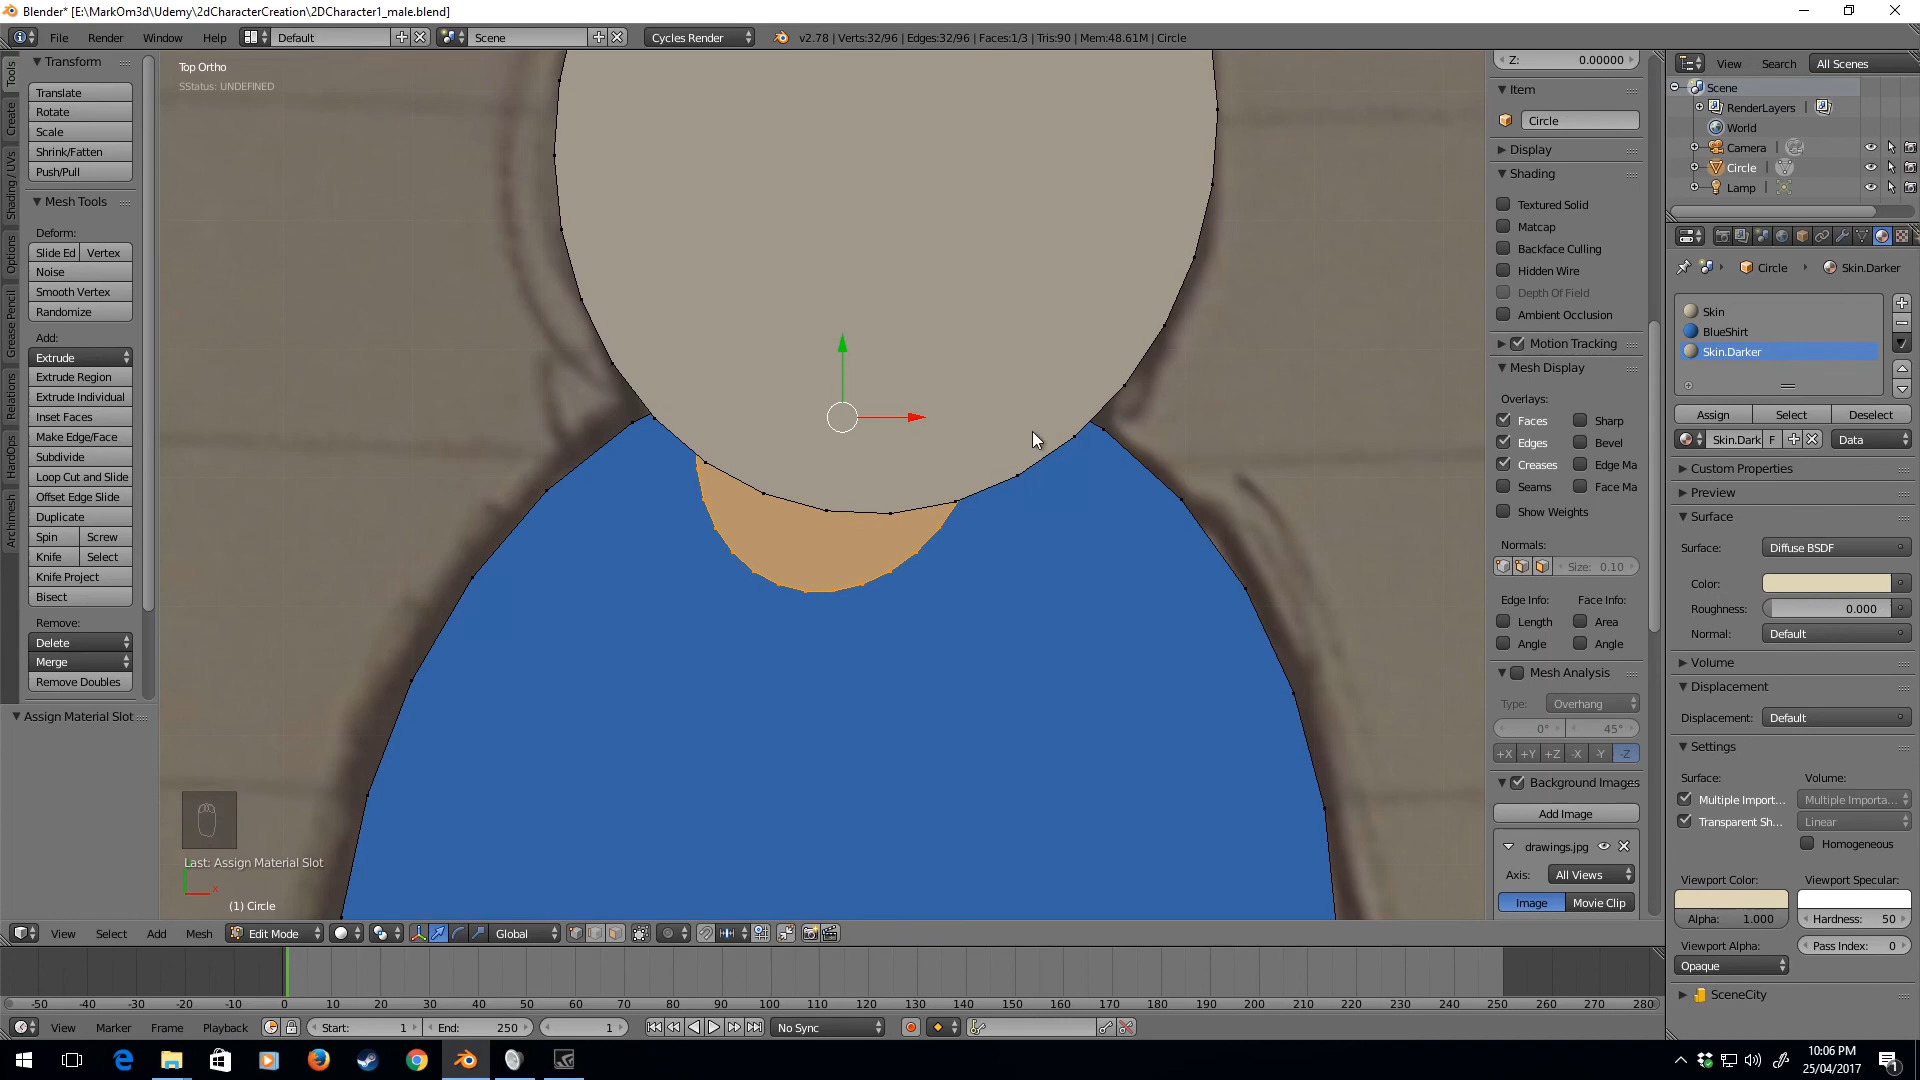 Blender* [E:\MarkOm3d\Udemy\2dCharacterCreation\2DCharacter1_male.blend]
File Render Window Help Default Scene Cycles Render v2.78 | Verts:32/96 | Edges:32/96 | Faces:1/3 | Tris:90 | Mem:48.61M | Circle
Tools
Create
Shading / UVs
Options
Grease Pencil
Relations
HardOps
Archimesh
Transform
Translate
Rotate
Scale
Shrink/Fatten
Push/Pull
Mesh Tools
Deform:
Slide Ed Vertex
Noise
Smooth Vertex
Randomize
Add:
Extrude
Extrude Region
Extrude Individual
Inset Faces
Make Edge/Face
Subdivide
Loop Cut and Slide
Offset Edge Slide
Duplicate
Spin Screw
Knife Select
Knife Project
Bisect
Remove:
Delete
Merge
Remove Doubles
Assign Material Slot
Top Ortho
SStatus: UNDEFINED
Last: Assign Material Slot
x
(1) Circle
Z: 0.00000
Item
Circle
Display
Shading
Textured Solid
Matcap
Backface Culling
Hidden Wire
Depth Of Field
Ambient Occlusion
Motion Tracking
Mesh Display
Overlays:
Faces Sharp
Edges Bevel
Creases Edge Ma
Seams Face Ma
Show Weights
Normals:
Size: 0.10
Edge Info: Face Info:
Length Area
Angle Angle
Mesh Analysis
Type: Overhang
0° 45°
+X +Y +Z -X -Y -Z
Background Images
Add Image
drawings.jpg
Axis: All Views
Image Movie Clip
View Search All Scenes
Scene
RenderLayers
World
Camera
Circle
Lamp
Circle Skin.Darker
Skin
BlueShirt
Skin.Darker
Assign Select Deselect
Skin.Dark F Data
Custom Properties
Preview
Surface
Surface: Diffuse BSDF
Color:
Roughness: 0.000
Normal: Default
Volume
Displacement
Displacement: Default
Settings
Surface: Volume:
Multiple Import... Multiple Importa...
Transparent Sh... Linear
Homogeneous
Viewport Color: Viewport Specular:
Alpha: 1.000 Hardness: 50
Viewport Alpha: Pass Index: 0
Opaque
SceneCity
View Select Add Mesh Edit Mode Global
-50 -40 -30 -20 -10 0 10 20 30 40 50 60 70 80 90 100 110 120 130 140 150 160 170 180 190 200 210 220 230 240 250 260 270 280
View Marker Frame Playback Start: 1 End: 250 1 No Sync
10:06 PM
25/04/2017
1